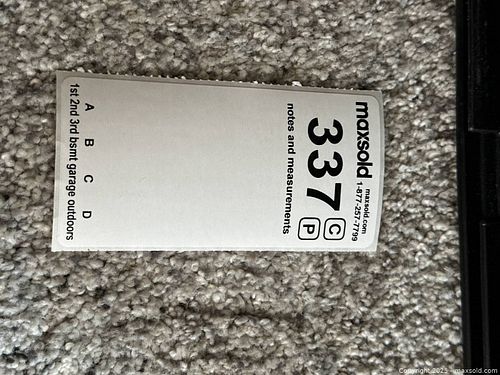 maxsold
maxsold.com
1-877-257-7799
337
C
P
notes and measurements
A B C D
1st 2nd 3rd bsmt garage outdoors
Copyright 2025 - maxsold.com